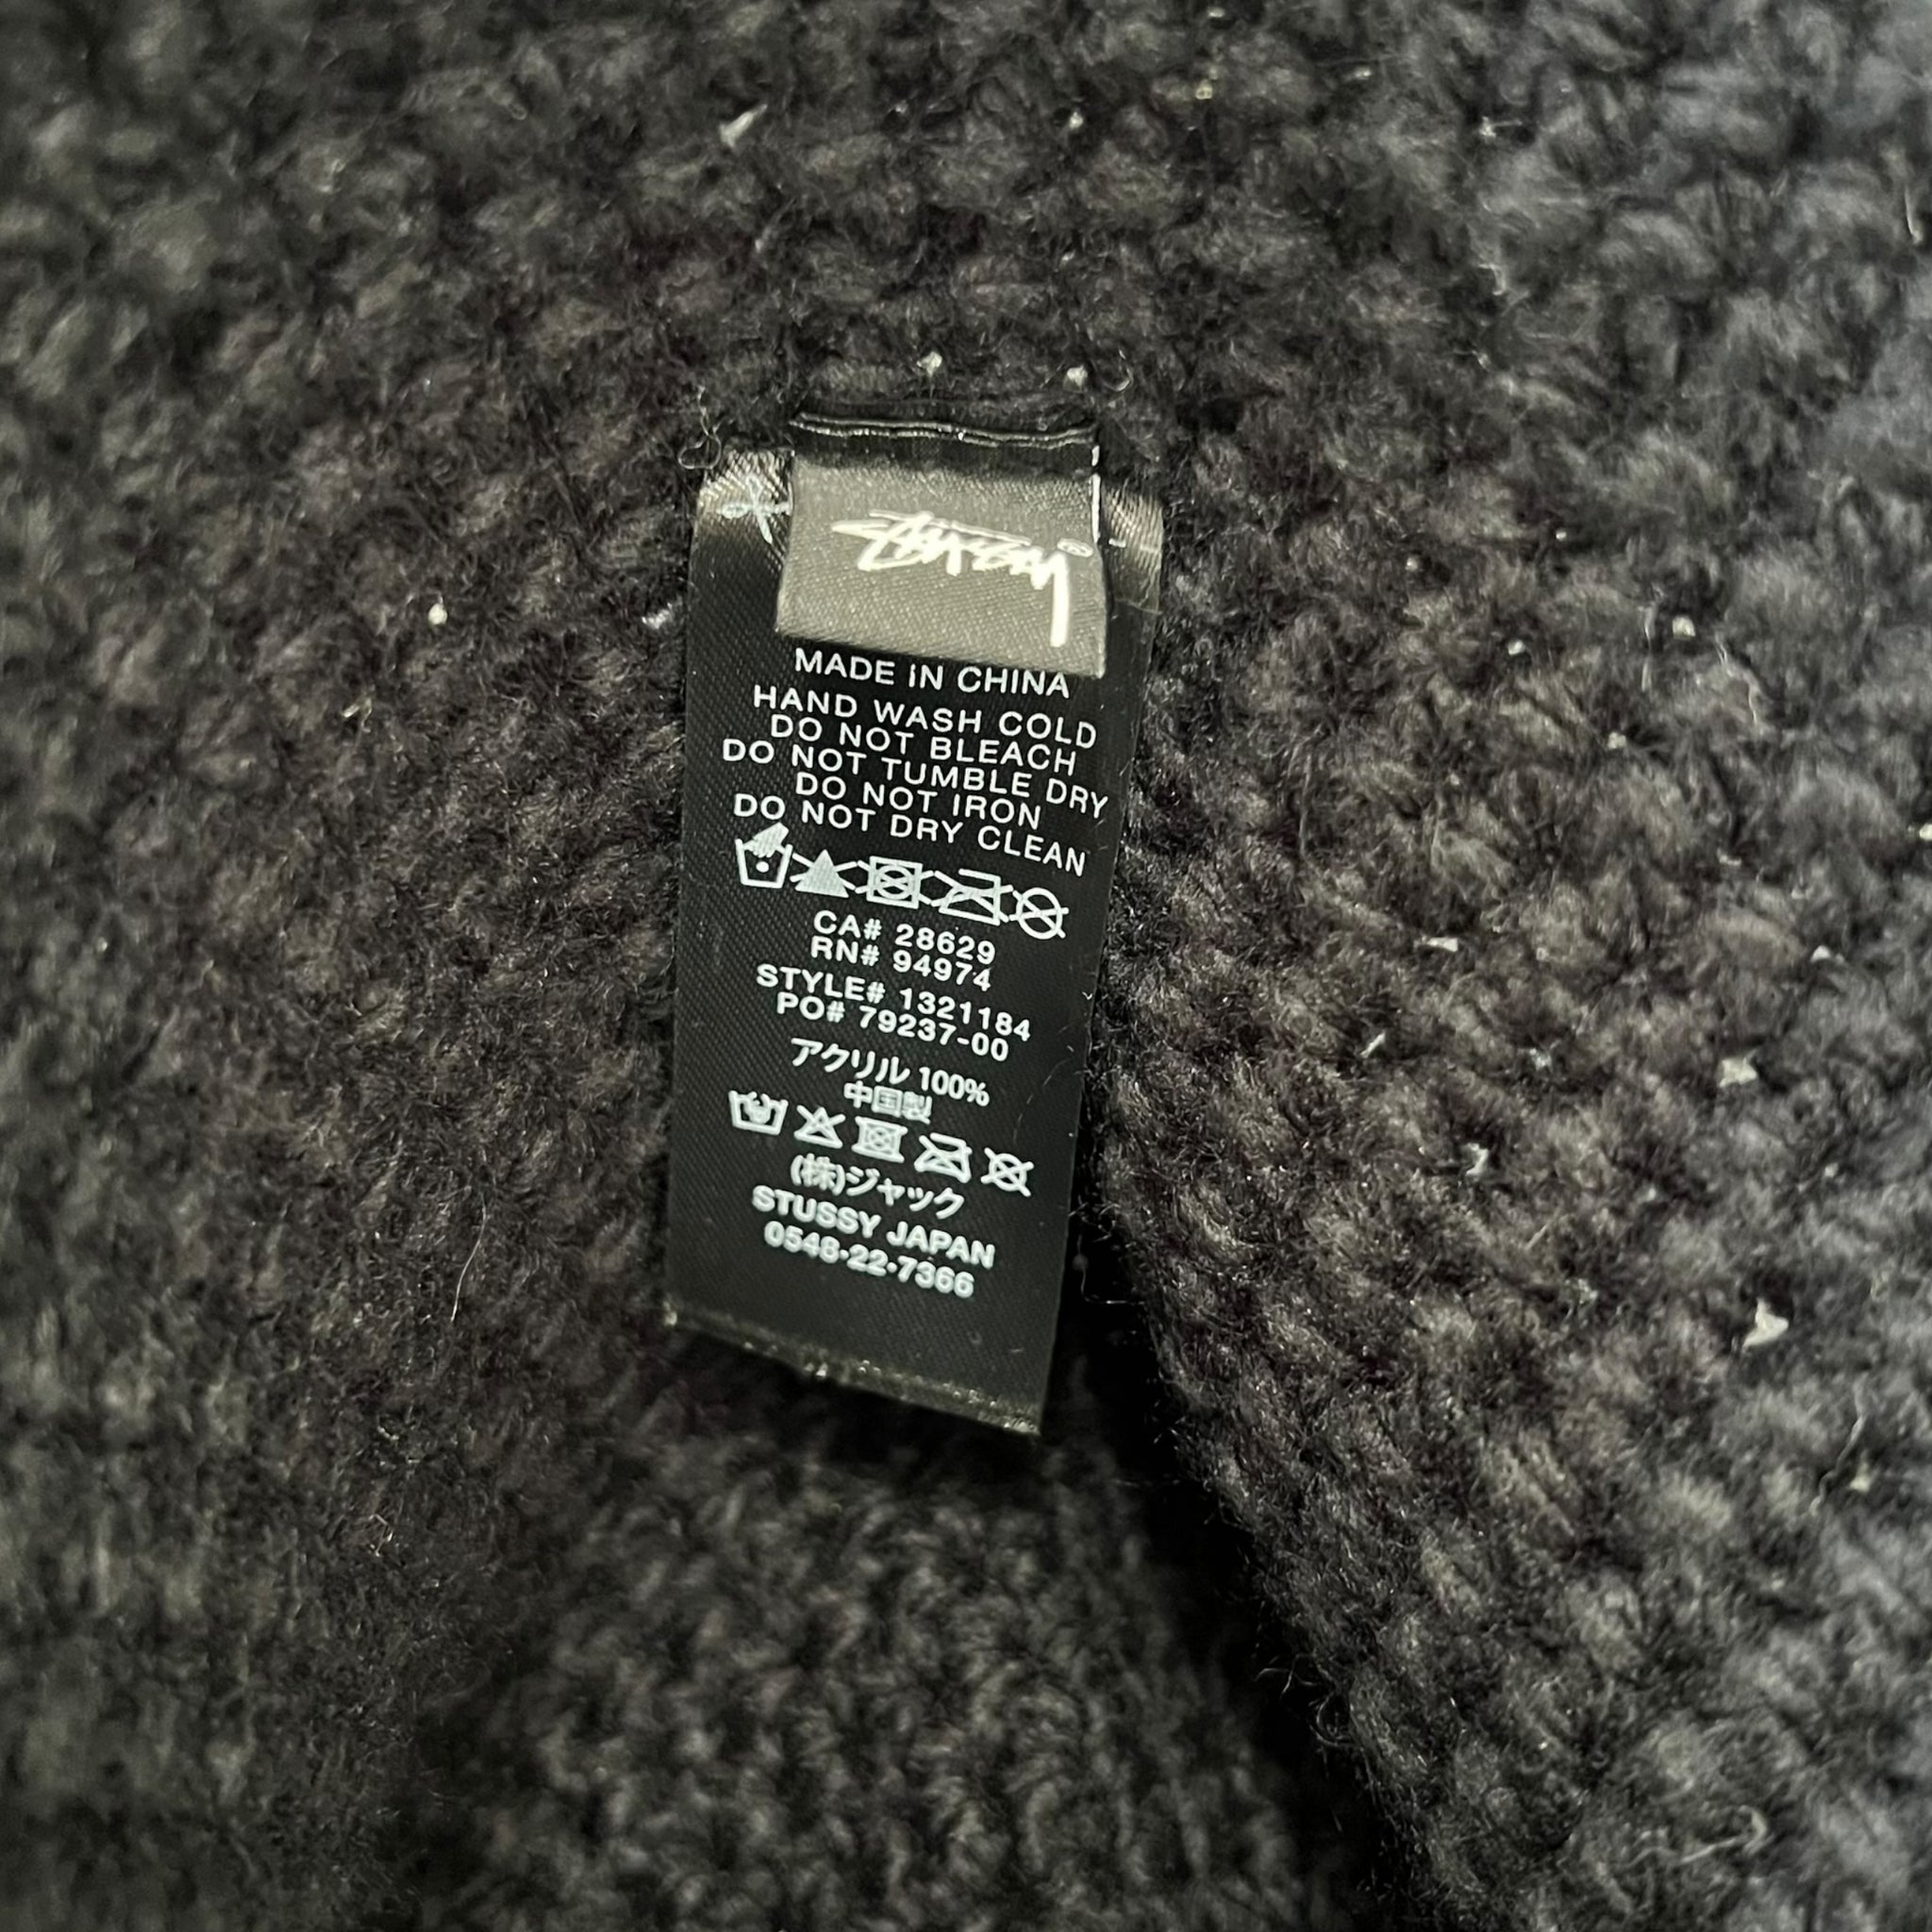 STÜSSY®
MADE IN CHINA
HAND WASH COLD
DO NOT BLEACH
DO NOT TUMBLE DRY
DO NOT IRON
DO NOT DRY CLEAN
CA# 28629
RN# 94974
STYLE# 1321184
PO# 79237-00
アクリル 100%
中国製
(株)ジャック
STUSSY JAPAN
0548-22-7366